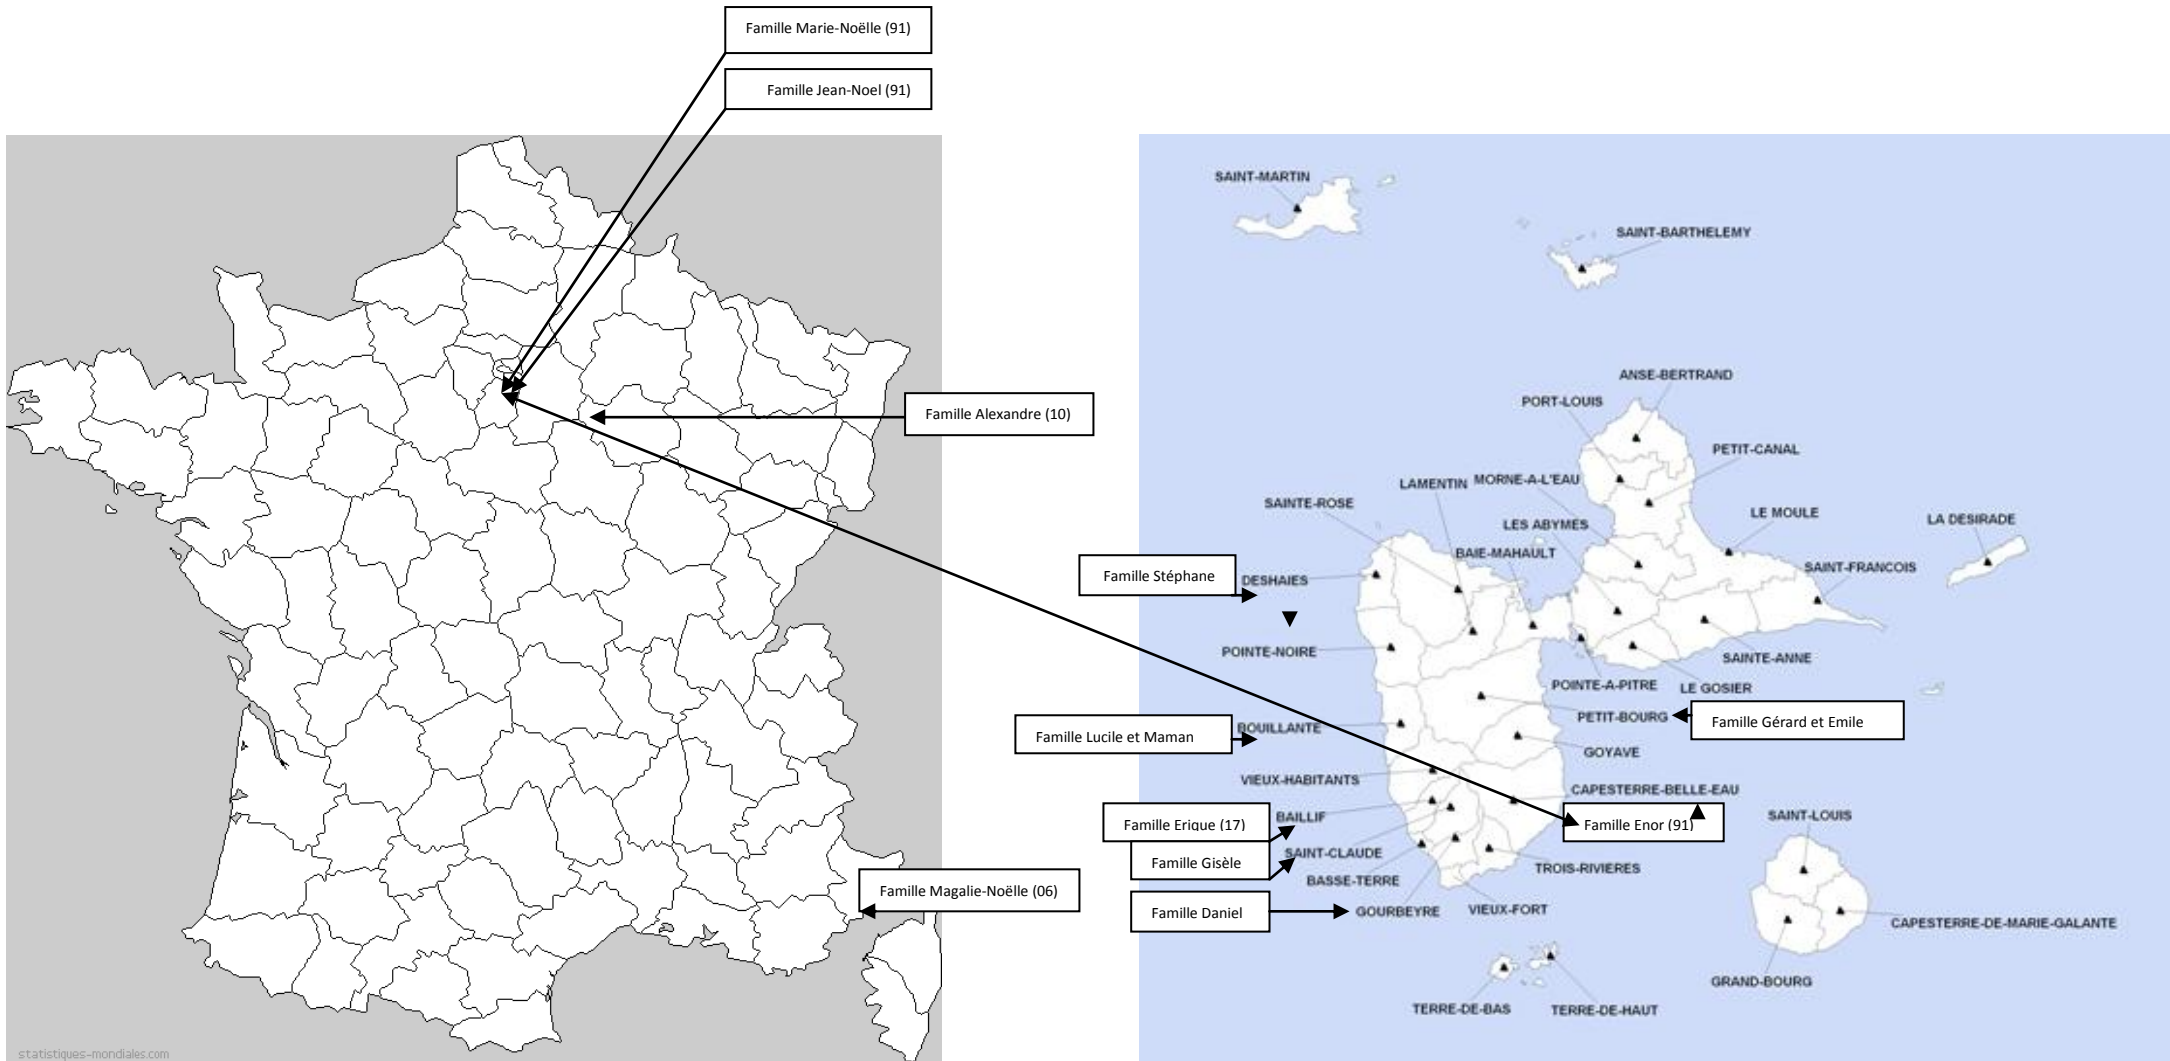 Famille Marie-Noëlle (91)
Famille Jean-Noel (91)
SAINT-MARTIN
SAINT-BARTHELEMY
ANSE-BERTRAND
PORT-LOUIS
Famille Alexandre (10)
PETIT-CANAL
MORNE-A-L'EAU
LAMENTIN
SAINTE-ROSE
LE MOULE
LA DESIRADE
LES ABYMES
BAIE-MAHAULT
SAINT-FRANCOIS
Famille Stéphane
DESHAIES
POINTE-NOIRE
SAINTE-ANNE
POINTE-A-PITRE
LE GOSIER
PETIT-BOURG
Famille Gérard et Emile
BOUILLANTE
Famille Lucile et Maman
GOYAVE
VIEUX-HABITANTS
CAPESTERRE-BELLE-EAU
SAINT-LOUIS
BAILLIF
Famille Erique (17)
Famille Enor (91)
SAINT-CLAUDE
Famille Gisèle
TROIS-RIVIERES
BASSE-TERRE
Famille Magalie-Noëlle (06)
Famille Daniel
GOURBEYRE
VIEUX-FORT
CAPESTERRE-DE-MARIE-GALANTE
GRAND-BOURG
TERRE-DE-BAS
TERRE-DE-HAUT
statistiques-mondiales.com